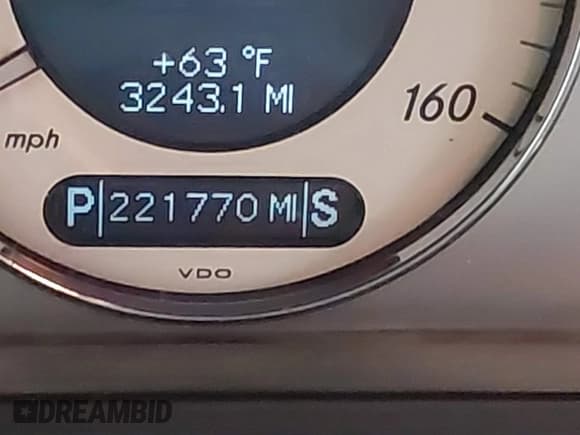 +63 °F
3243.1 MI
160
mph
P 221770 MI S
VDO
DREAMBID